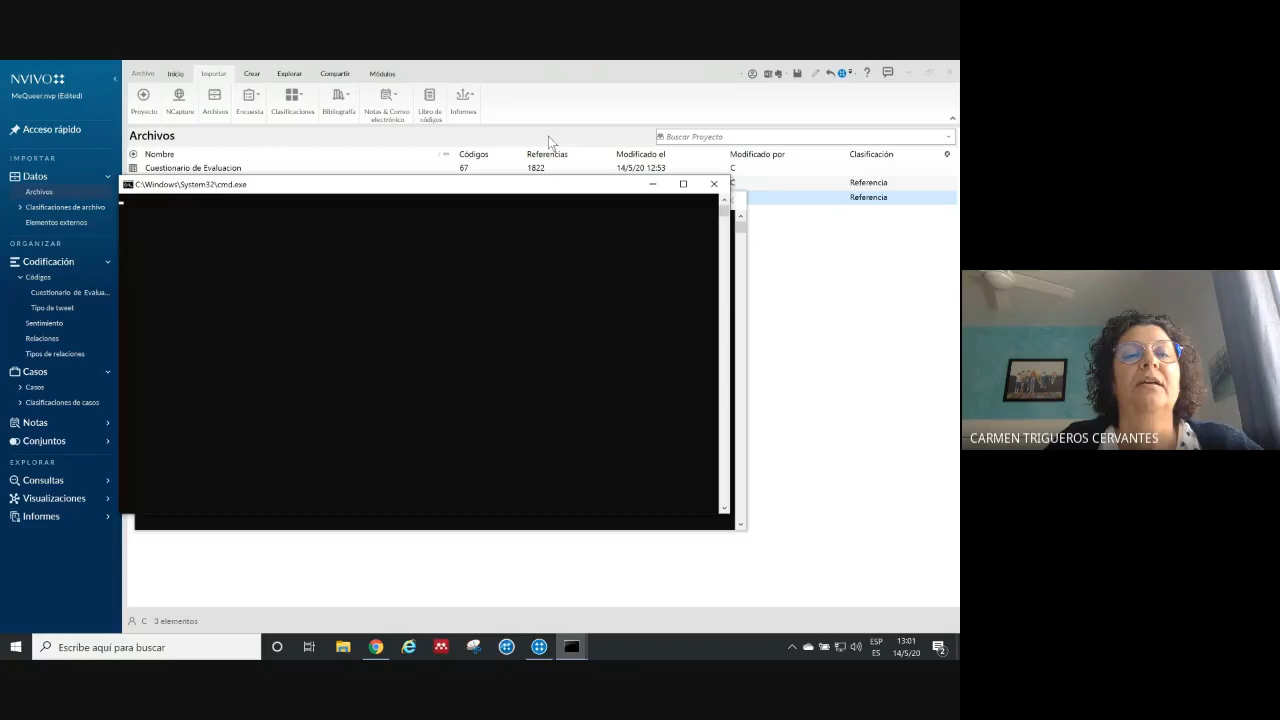 NVIVO
MeQueer.nvp (Edited)
Acceso rápido
IMPORTAR
Datos
Archivos
Clasificaciones de archivo
Elementos externos
ORGANIZAR
Codificación
Códigos
Cuestionario de Evalua...
Tipo de tweet
Sentimiento
Relaciones
Tipos de relaciones
Casos
Casos
Clasificaciones de casos
Notas
Conjuntos
EXPLORAR
Consultas
Visualizaciones
Informes
Archivo Inicio Importar Crear Explorar Compartir Módulos
Proyecto NCapture Archivos Encuesta Clasificaciones Bibliografía Notas & Correo electrónico Libro de códigos Informes
Archivos
Buscar Proyecto
Nombre Códigos Referencias Modificado el Modificado por Clasificación
Cuestionario de Evaluacion 67 1822 14/5/20 12:53 C
C Referencia
Referencia
C:\Windows\System32\cmd.exe
C 3 elementos
Escribe aquí para buscar
ESP
ES
13:01
14/5/20
2
CARMEN TRIGUEROS CERVANTES